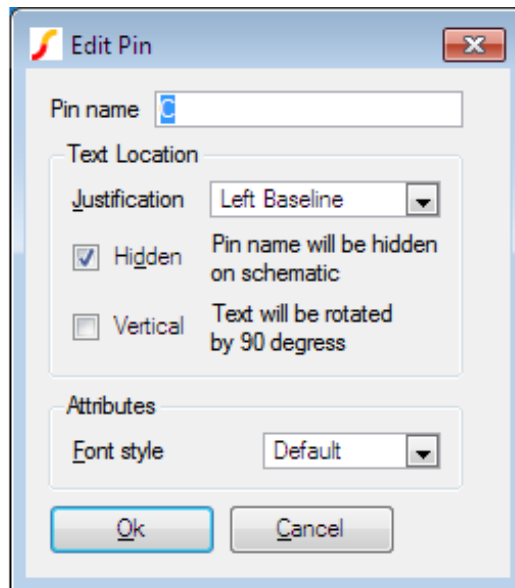 Edit Pin
Pin name C
Text Location
Justification Left Baseline
Hidden Pin name will be hidden
on schematic
Vertical Text will be rotated
by 90 degress
Attributes
Font style Default
Ok Cancel